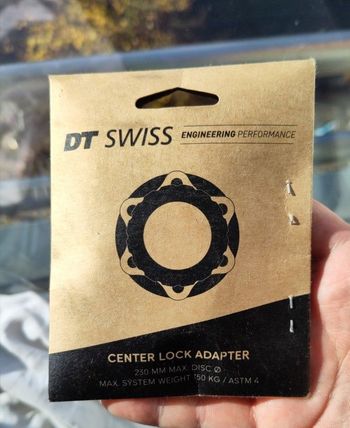 DT SWISS ENGINEERING PERFORMANCE
CENTER LOCK ADAPTER
230 MM MAX. DISC Ø
MAX. SYSTEM WEIGHT 150 KG / ASTM 4